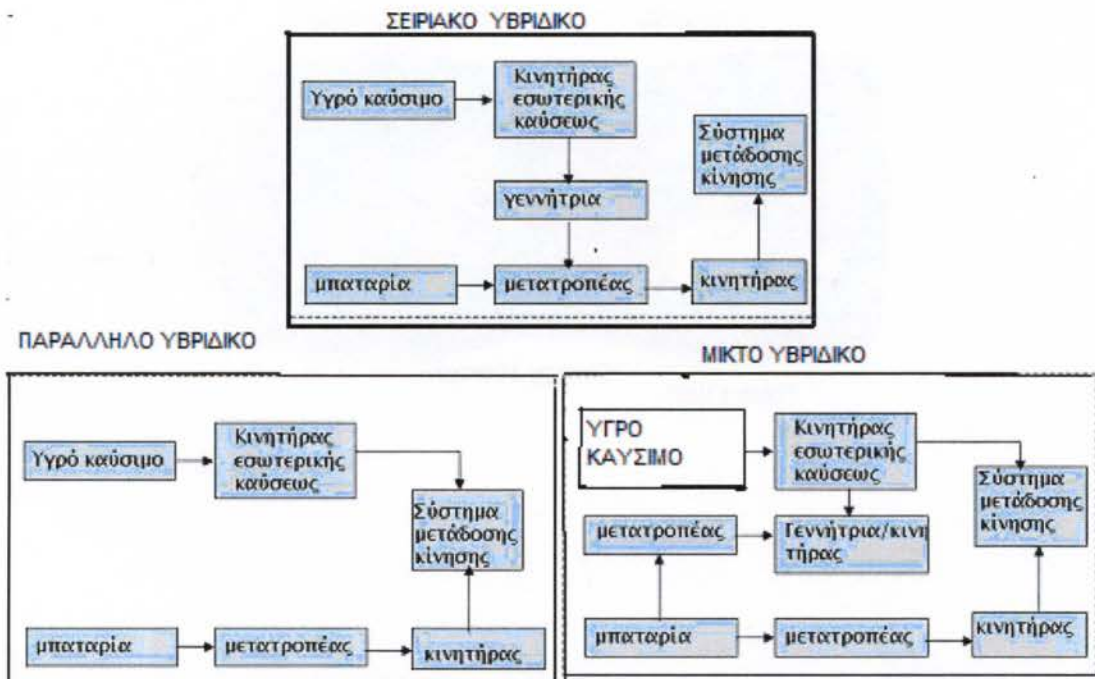 ΣΕΙΡΙΑΚΟ ΥΒΡΙΔΙΚΟ
Υγρό καύσιμο
Κινητήρας
εσωτερικής
καύσεως
Σύστημα
μετάδοσης
κίνησης
γεννήτρια
μπαταρία
μετατροπέας
κινητήρας
ΠΑΡΑΛΛΗΛΟ ΥΒΡΙΔΙΚΟ
Υγρό καύσιμο
Κινητήρας
εσωτερικής
καύσεως
Σύστημα
μετάδοσης
κίνησης
μπαταρία
μετατροπέας
κινητήρας
ΜΙΚΤΟ ΥΒΡΙΔΙΚΟ
ΥΓΡΟ
ΚΑΥΣΙΜΟ
Κινητήρας
εσωτερικής
καύσεως
Σύστημα
μετάδοσης
κίνησης
μετατροπέας
Γεννήτρια/κινη
τήρας
μπαταρία
μετατροπέας
κινητήρας